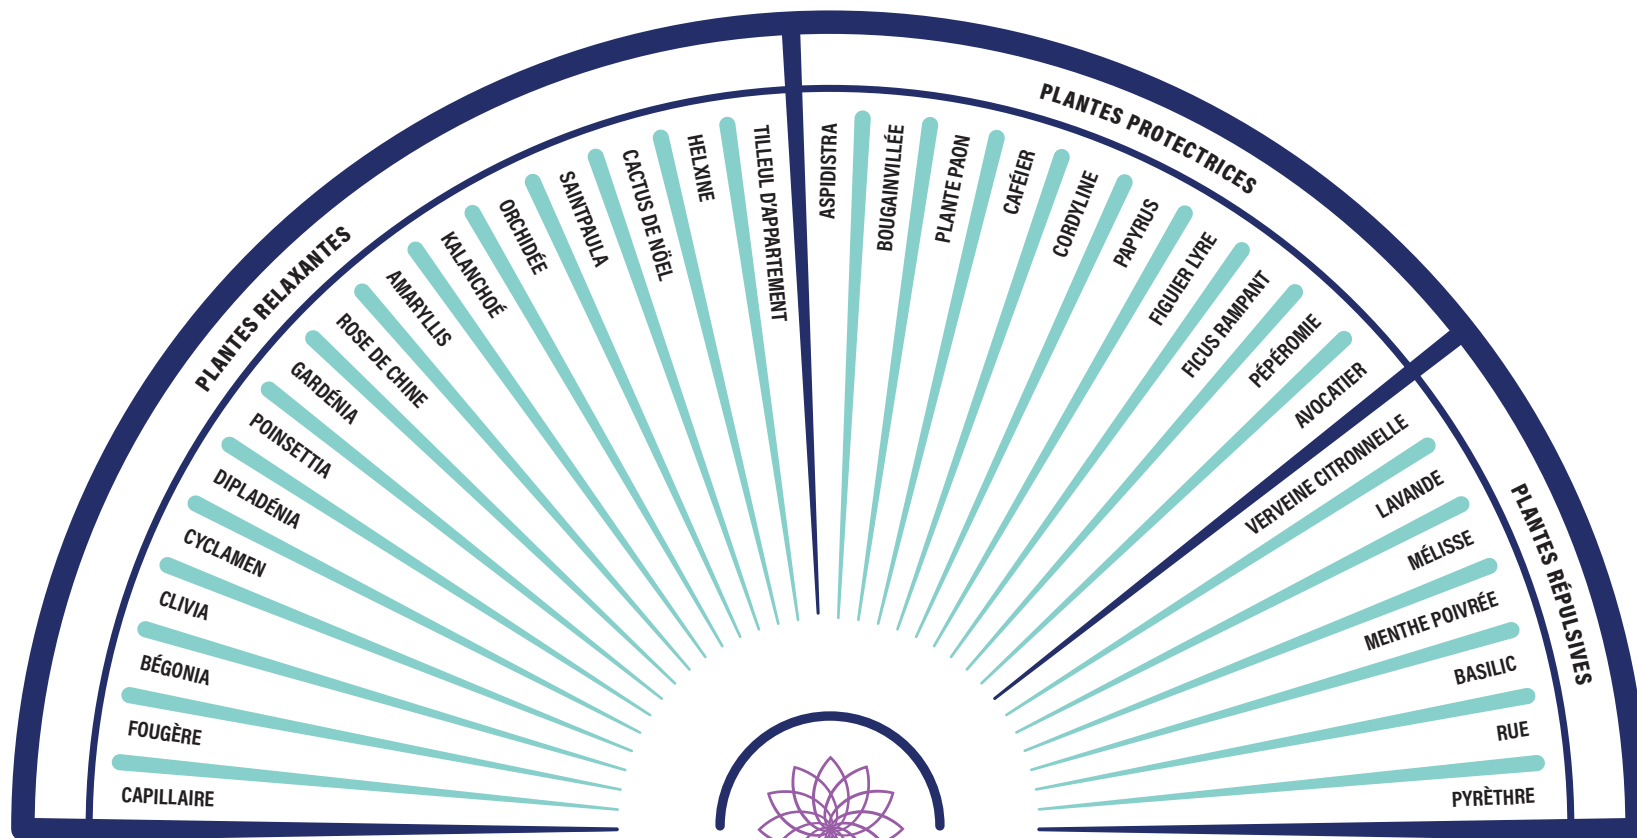 PLANTES RELAXANTES
CAPILLAIRE
FOUGÈRE
BÉGONIA
CLIVIA
CYCLAMEN
DIPLADÉNIA
POINSETTIA
GARDÉNIA
ROSE DE CHINE
AMARYLLIS
KALANCHOÉ
ORCHIDÉE
SAINTPAULA
CACTUS DE NÖEL
HELXINE
TILLEUL D'APPARTEMENT
PLANTES PROTECTRICES
ASPIDISTRA
BOUGAINVILLÉE
PLANTE PAON
CAFÉIER
CORDYLINE
PAPYRUS
FIGUIER LYRE
FICUS RAMPANT
PÉPÉROMIE
AVOCATIER
PLANTES RÉPULSIVES
VERVEINE CITRONNELLE
LAVANDE
MÉLISSE
MENTHE POIVRÉE
BASILIC
RUE
PYRÈTHRE